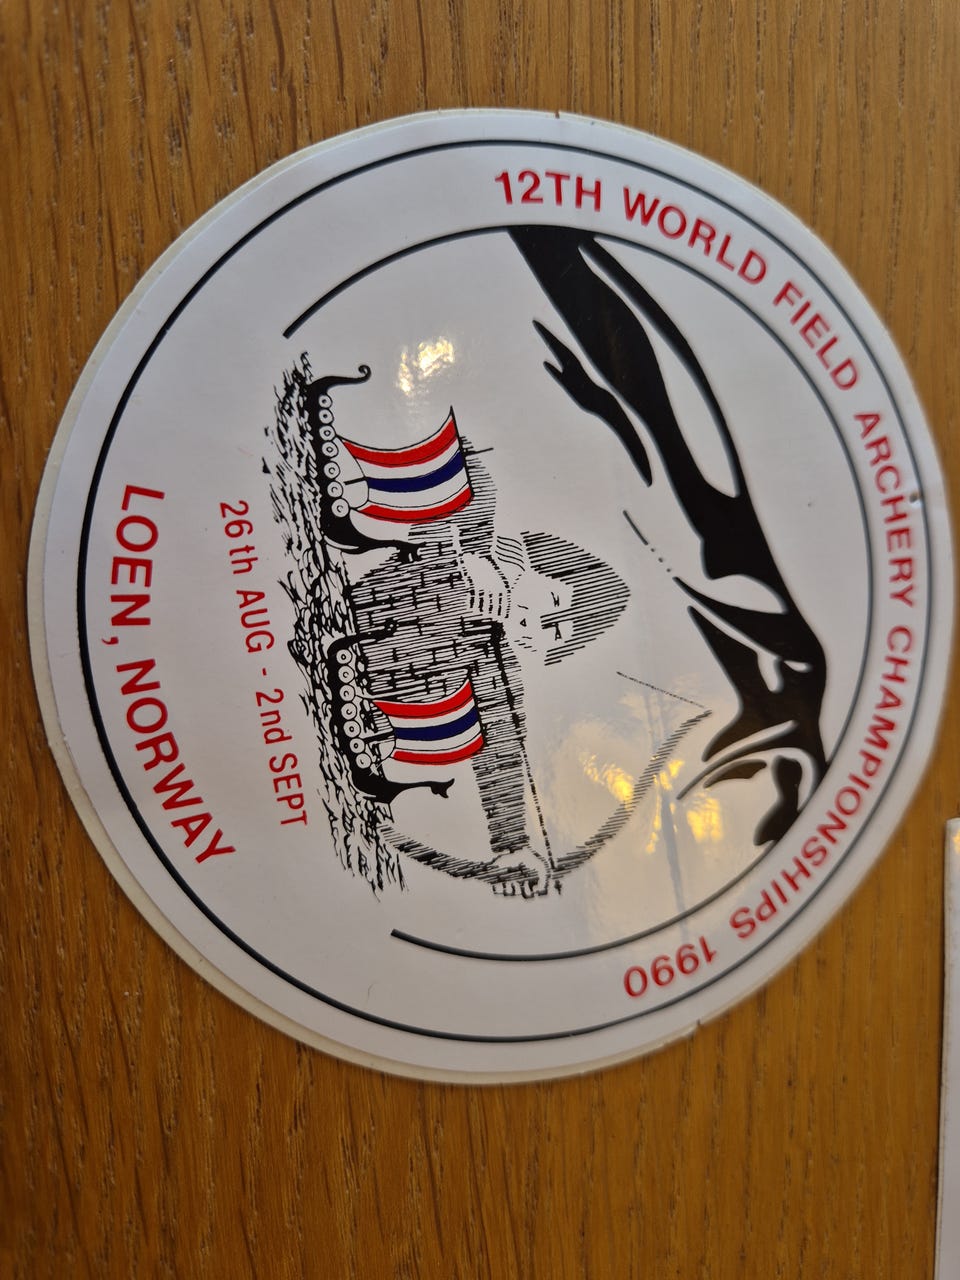 12TH WORLD FIELD ARCHERY CHAMPIONSHIPS 1990
26th AUG - 2nd SEPT
LOEN, NORWAY